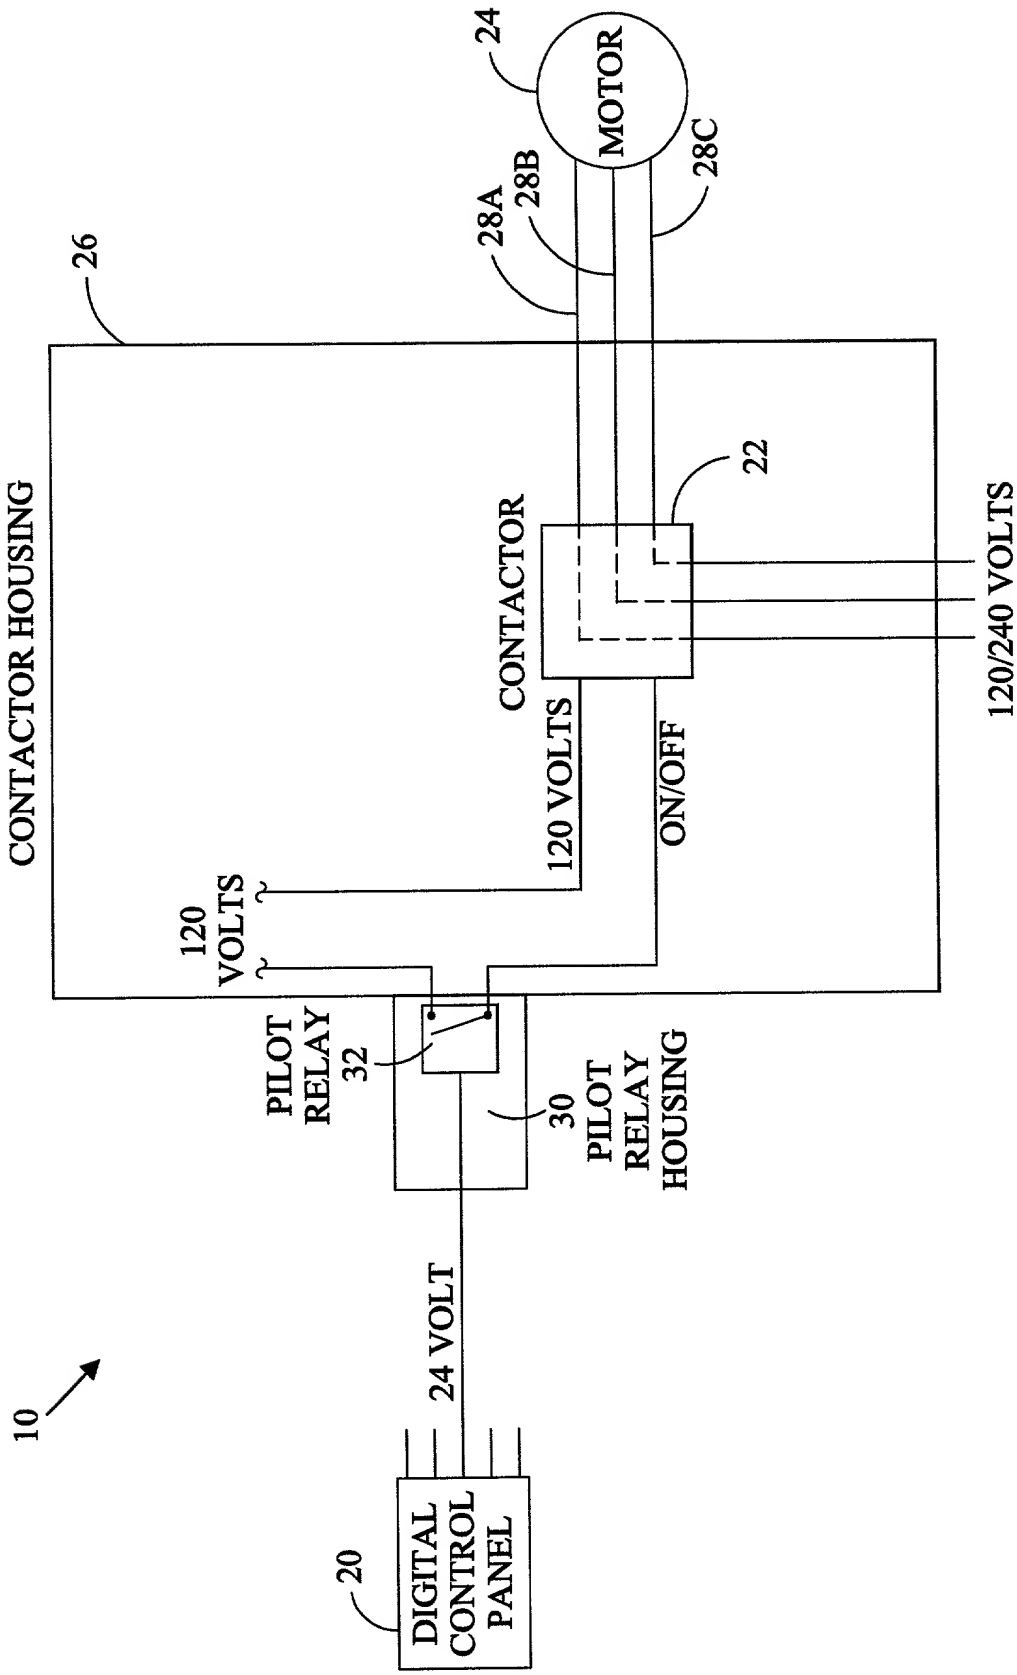 10
20
DIGITAL
CONTROL
PANEL
24 VOLT
PILOT
RELAY
32
30
PILOT
RELAY
HOUSING
CONTACTOR HOUSING
26
120
VOLTS
120 VOLTS
ON/OFF
CONTACTOR
22
120/240 VOLTS
28A
28B
28C
24
MOTOR